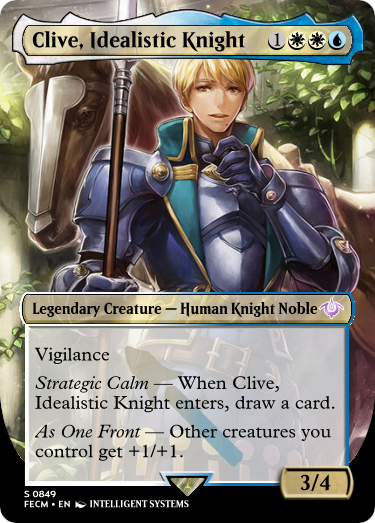 Clive, Idealistic Knight 1
Legendary Creature — Human Knight Noble
Vigilance
Strategic Calm — When Clive,
Idealistic Knight enters, draw a card.
As One Front — Other creatures you
control get +1/+1.
3/4
S 0849
FECM • EN INTELLIGENT SYSTEMS